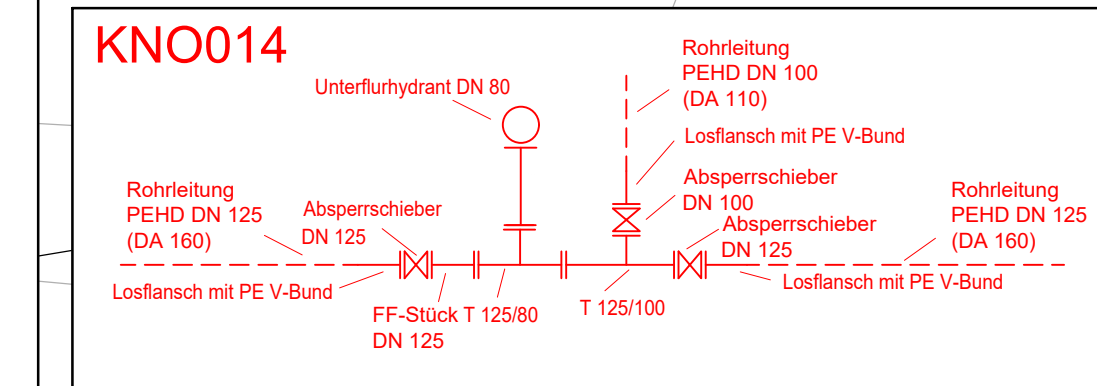 KNO014
Unterflurhydrant DN 80
Rohrleitung
PEHD DN 100
(DA 110)
Losflansch mit PE V-Bund
Absperrschieber
DN 100
Rohrleitung
PEHD DN 125
(DA 160)
Absperrschieber
DN 125
Absperrschieber
DN 125
Rohrleitung
PEHD DN 125
(DA 160)
Losflansch mit PE V-Bund
FF-Stück
DN 125
T 125/80
T 125/100
Losflansch mit PE V-Bund